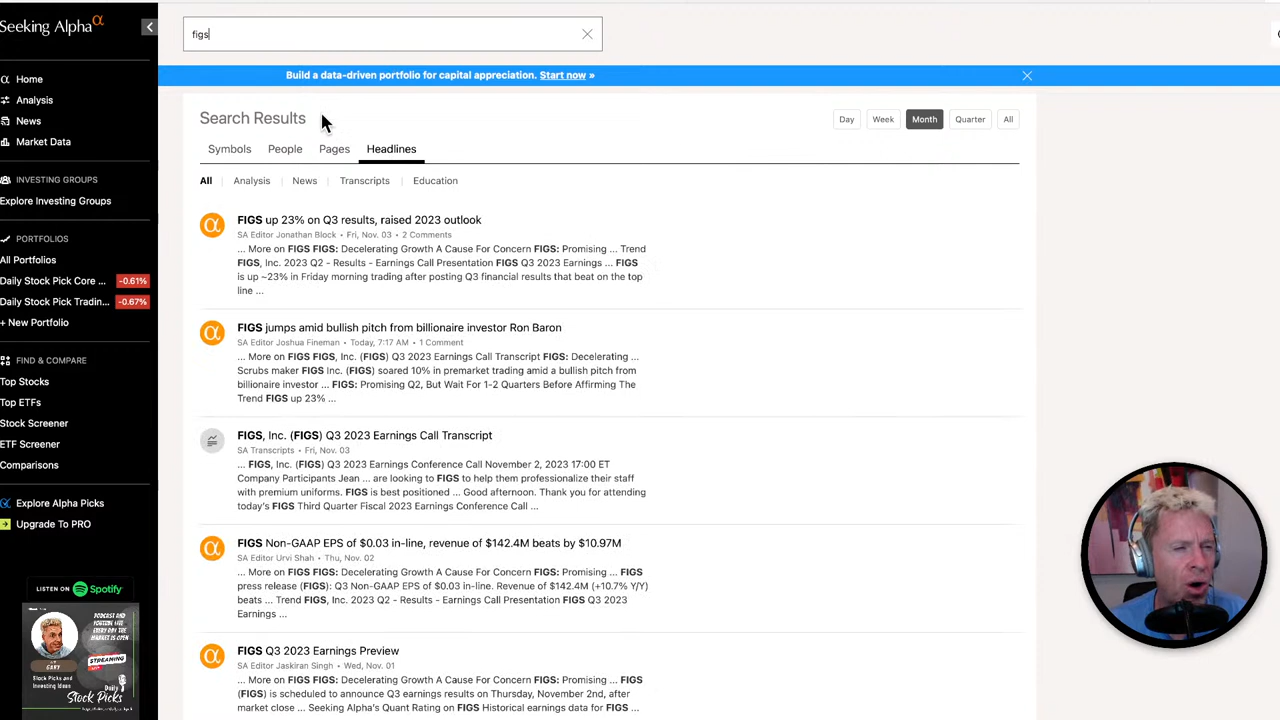 Seeking Alpha α
figs
Build a data-driven portfolio for capital appreciation. Start now »
Home
Analysis
News
Market Data
INVESTING GROUPS
Explore Investing Groups
PORTFOLIOS
All Portfolios
Daily Stock Pick Core ... -0.61%
Daily Stock Pick Tradin... -0.67%
+ New Portfolio
FIND & COMPARE
Top Stocks
Top ETFs
Stock Screener
ETF Screener
Comparisons
Explore Alpha Picks
Upgrade To PRO
LISTEN ON Spotify
PODCAST AND
YOUTUBE LIVE
EVERY DAY THE
MARKET IS OPEN
STREAMING
GARY
Stock Picks and
Investing Ideas
Daily
Stock Picks
Search Results
Day Week Month Quarter All
Symbols People Pages Headlines
All Analysis News Transcripts Education
FIGS up 23% on Q3 results, raised 2023 outlook
SA Editor Jonathan Block • Fri, Nov. 03 • 2 Comments
... More on FIGS FIGS: Decelerating Growth A Cause For Concern FIGS: Promising ... Trend
FIGS, Inc. 2023 Q2 - Results - Earnings Call Presentation FIGS Q3 2023 Earnings ... FIGS
is up ~23% in Friday morning trading after posting Q3 financial results that beat on the top
line ...
FIGS jumps amid bullish pitch from billionaire investor Ron Baron
SA Editor Joshua Fineman • Today, 7:17 AM • 1 Comment
... More on FIGS FIGS, Inc. (FIGS) Q3 2023 Earnings Call Transcript FIGS: Decelerating ...
Scrubs maker FIGS Inc. (FIGS) soared 10% in premarket trading amid a bullish pitch from
billionaire investor ... FIGS: Promising Q2, But Wait For 1-2 Quarters Before Affirming The
Trend FIGS up 23% ...
FIGS, Inc. (FIGS) Q3 2023 Earnings Call Transcript
SA Transcripts • Fri, Nov. 03
... FIGS, Inc. (FIGS) Q3 2023 Earnings Conference Call November 2, 2023 17:00 ET
Company Participants Jean ... are looking to FIGS to help them professionalize their staff
with premium uniforms. FIGS is best positioned ... Good afternoon. Thank you for attending
today's FIGS Third Quarter Fiscal 2023 Earnings Conference Call ...
FIGS Non-GAAP EPS of $0.03 in-line, revenue of $142.4M beats by $10.97M
SA Editor Urvi Shah • Thu, Nov. 02
... More on FIGS FIGS: Decelerating Growth A Cause For Concern FIGS: Promising ... FIGS
press release (FIGS): Q3 Non-GAAP EPS of $0.03 in-line. Revenue of $142.4M (+10.7% Y/Y)
beats ... Trend FIGS, Inc. 2023 Q2 - Results - Earnings Call Presentation FIGS Q3 2023
Earnings ...
FIGS Q3 2023 Earnings Preview
SA Editor Jaskiran Singh • Wed, Nov. 01
... More on FIGS FIGS: Decelerating Growth A Cause For Concern FIGS: Promising ... FIGS
(FIGS) is scheduled to announce Q3 earnings results on Thursday, November 2nd, after
market close ... Seeking Alpha's Quant Rating on FIGS Historical earnings data for FIGS ...